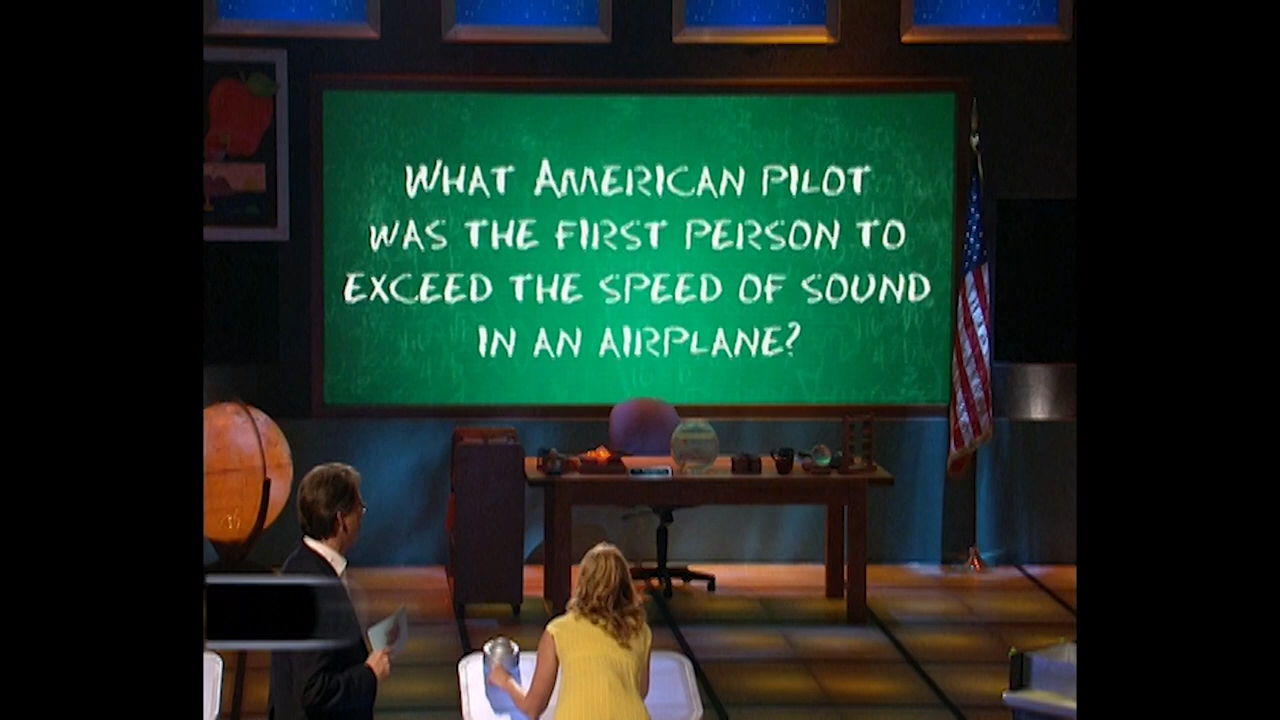 What American pilot
was the first person to
exceed the speed of sound
in an airplane?